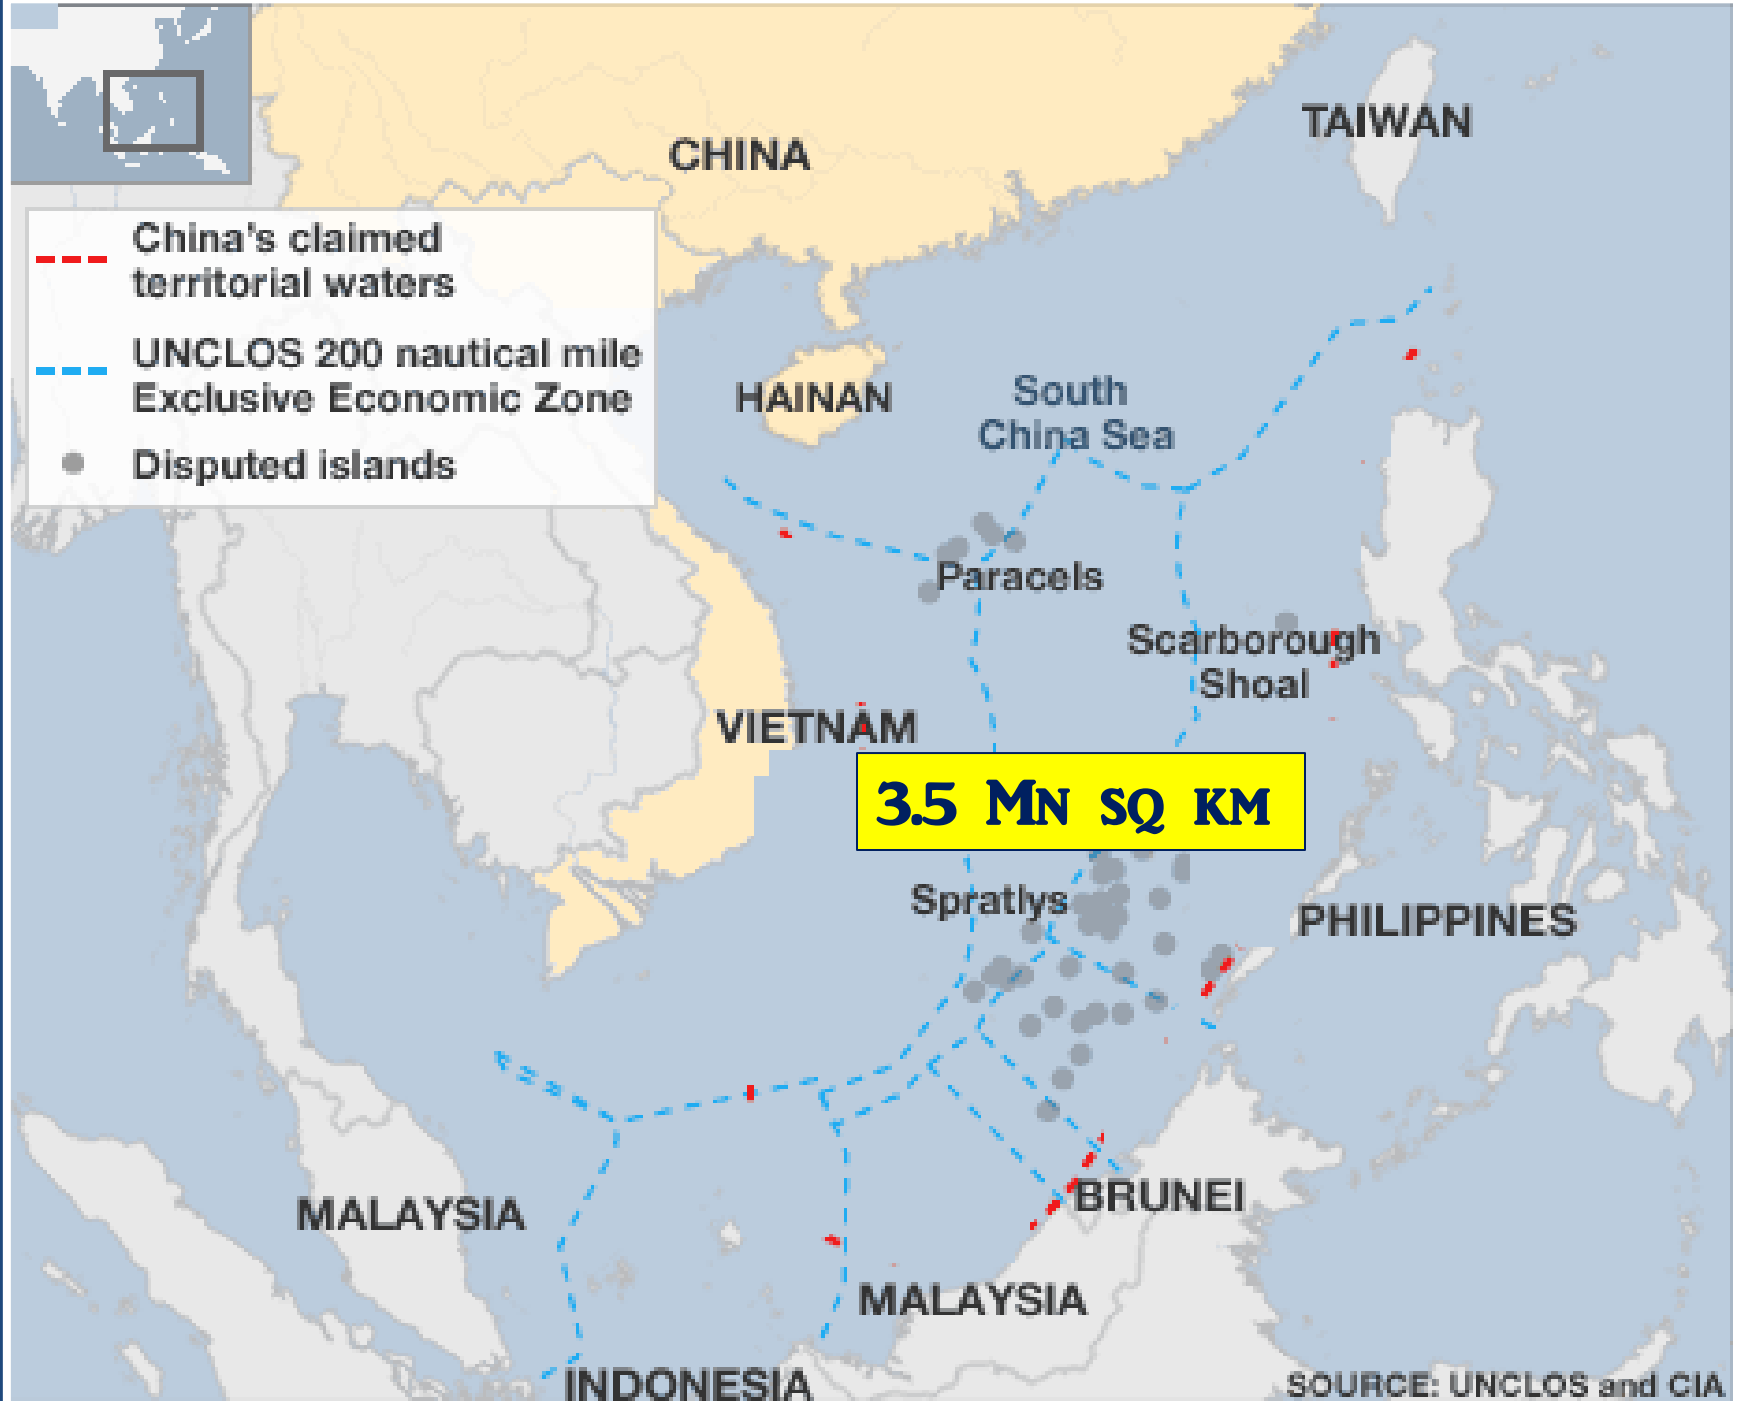 TAIWAN
CHINA
China's claimed
territorial waters
UNCLOS 200 nautical mile
Exclusive Economic Zone
Disputed islands
HAINAN
South
China Sea
Paracels
Scarborough
Shoal
VIETNAM
3.5 MN SQ KM
Spratlys
PHILIPPINES
BRUNEI
MALAYSIA
MALAYSIA
INDONESIA
SOURCE: UNCLOS and CIA